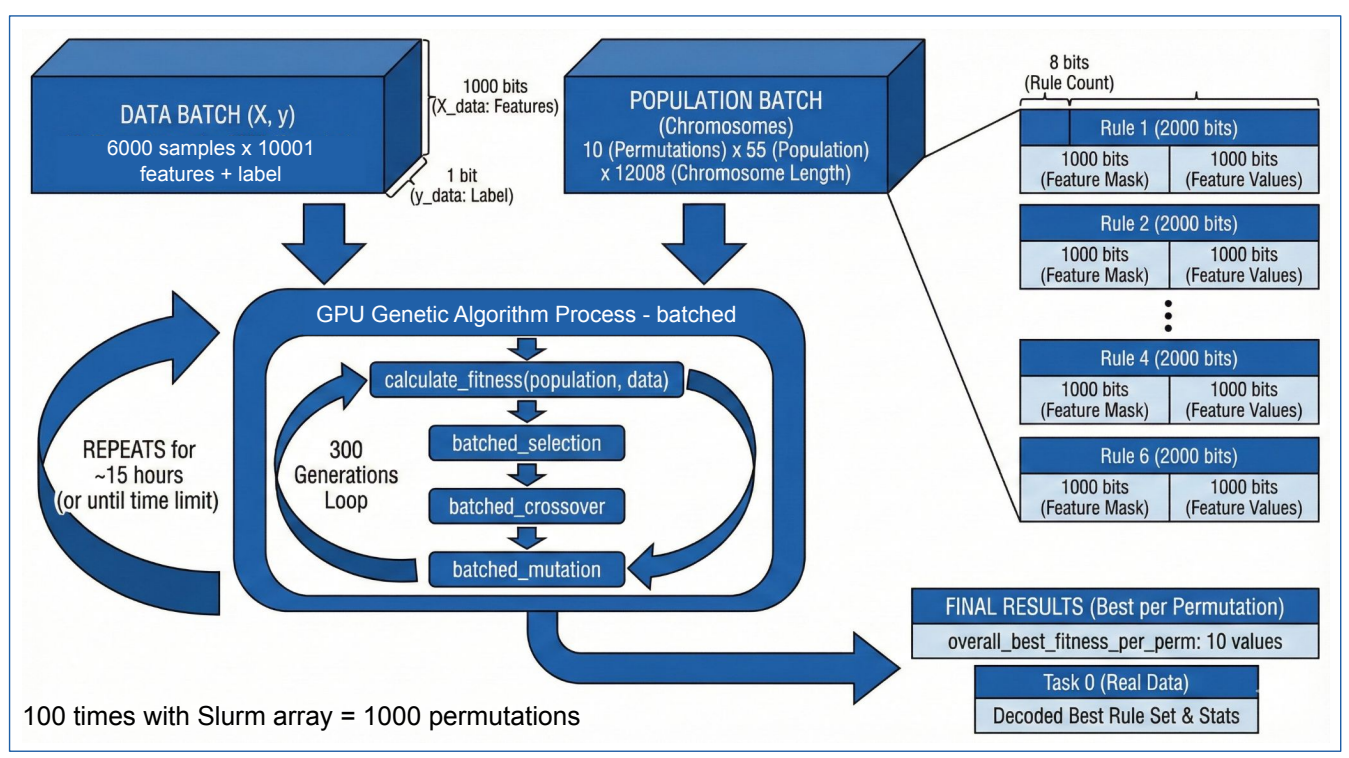 DATA BATCH (X, y)
6000 samples x 10001
features + label
1000 bits
(X_data: Features)
1 bit
(y_data: Label)
POPULATION BATCH
(Chromosomes)
10 (Permutations) x 55 (Population)
x 12008 (Chromosome Length)
8 bits
(Rule Count)
Rule 1 (2000 bits)
1000 bits
(Feature Mask)
1000 bits
(Feature Values)
Rule 2 (2000 bits)
1000 bits
(Feature Mask)
1000 bits
(Feature Values)
Rule 4 (2000 bits)
1000 bits
(Feature Mask)
1000 bits
(Feature Values)
Rule 6 (2000 bits)
1000 bits
(Feature Mask)
1000 bits
(Feature Values)
GPU Genetic Algorithm Process - batched
calculate_fitness(population, data)
batched_selection
batched_crossover
batched_mutation
300
Generations
Loop
REPEATS for
~15 hours
(or until time limit)
FINAL RESULTS (Best per Permutation)
overall_best_fitness_per_perm: 10 values
Task 0 (Real Data)
Decoded Best Rule Set & Stats
100 times with Slurm array = 1000 permutations